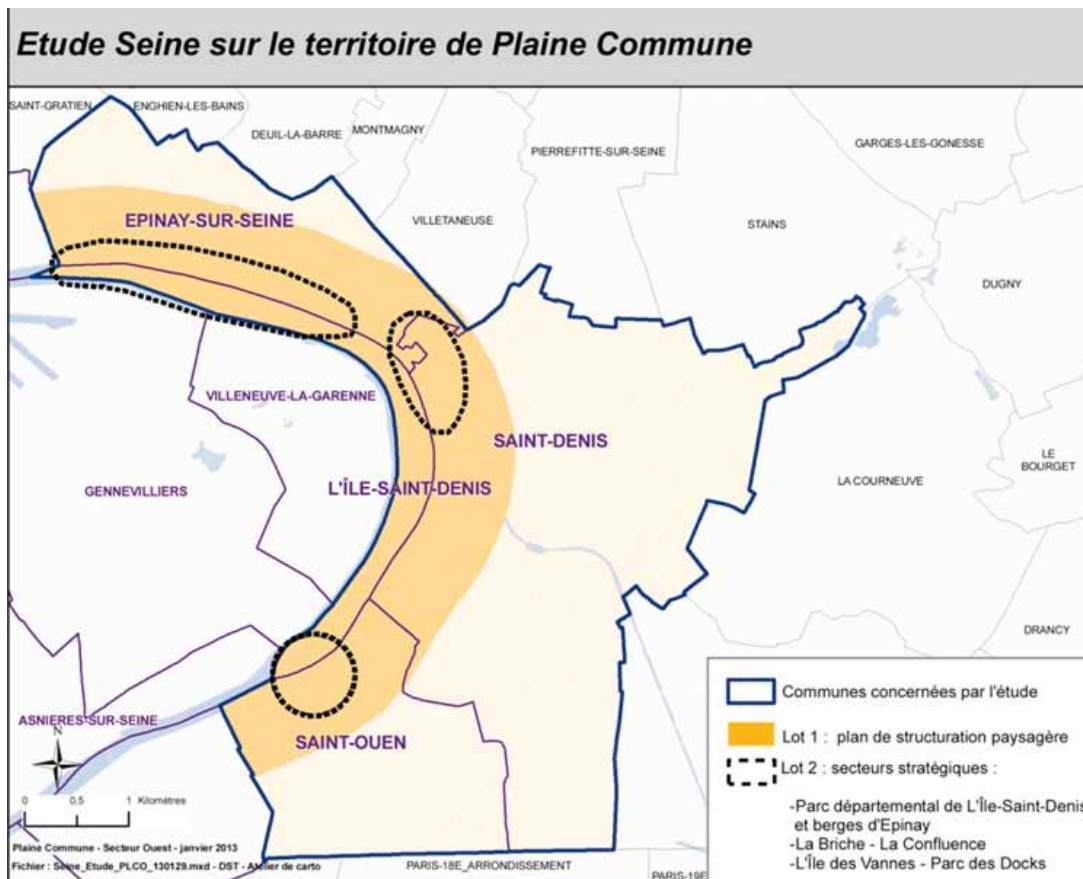 Etude Seine sur le territoire de Plaine Commune
SAINT-GRATIEN
ENGHIEN-LES-BAINS
DEUIL-LA-BARRE
MONTMAGNY
PIERREFITTE-SUR-SEINE
GARGES-LES-GONESSE
EPINAY-SUR-SEINE
VILLETANEUSE
STAINS
DUGNY
VILLENEUVE-LA-GARENNE
SAINT-DENIS
LE
BOURGET
GENNEVILLIERS
L'ÎLE-SAINT-DENIS
LA COURNEUVE
DRANCY
ASNIERES-SUR-SEINE
SAINT-OUEN
N
0 0,5 1 Kilomètres
Plaine Commune - Secteur Ouest - janvier 2013
Fichier : Seine_Etude_PLCO_130129.mxd - DST - Atelier de carto
PARIS-18E_ARRONDISSEMENT
PARIS-19E
Communes concernées par l'étude
Lot 1 : plan de structuration paysagère
Lot 2 : secteurs stratégiques :
-Parc départemental de L'Île-Saint-Denis
et berges d'Epinay
-La Briche - La Confluence
-L'Île des Vannes - Parc des Docks